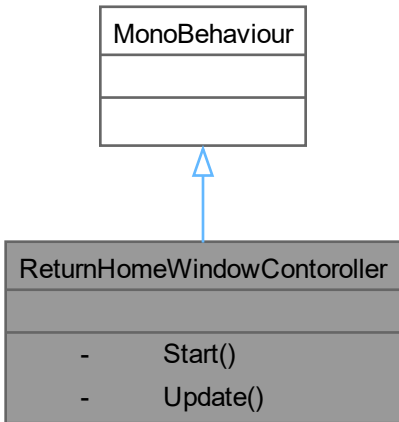 MonoBehaviour
ReturnHomeWindowContoroller
- Start()
- Update()